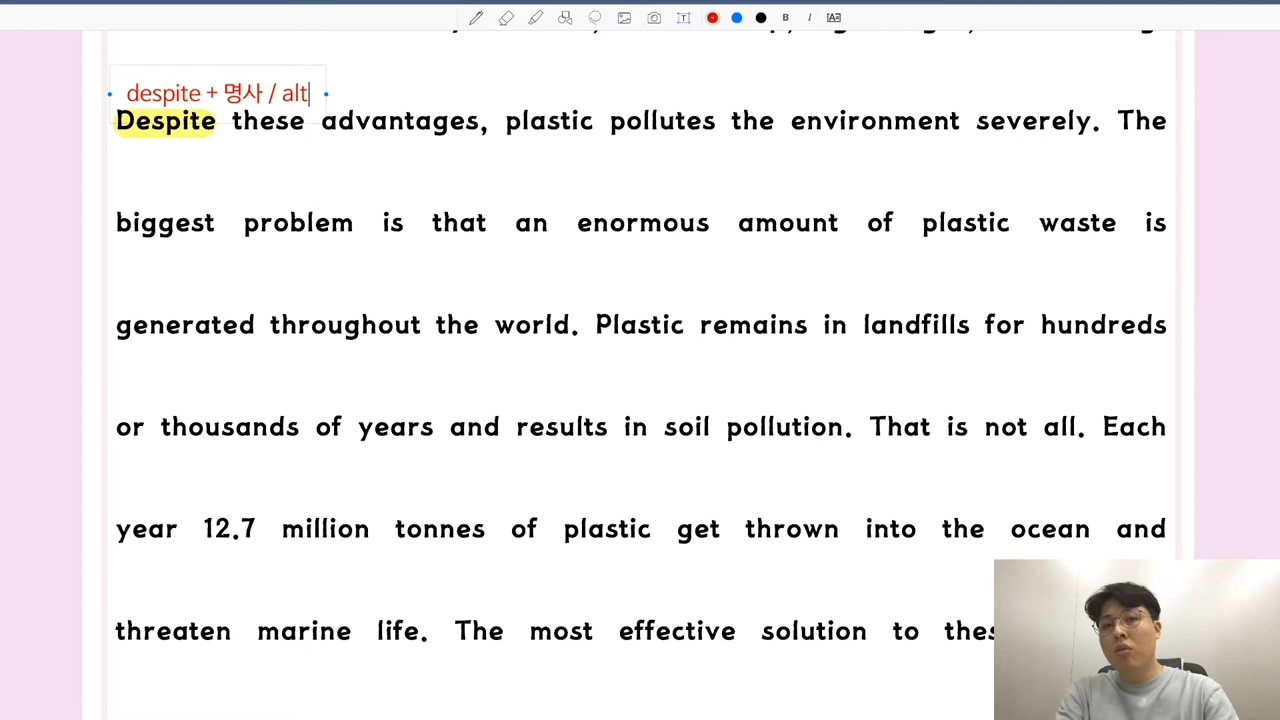 despite + 명사 / alt
Despite these advantages, plastic pollutes the environment severely. The
biggest problem is that an enormous amount of plastic waste is
generated throughout the world. Plastic remains in landfills for hundreds
or thousands of years and results in soil pollution. That is not all. Each
year 12.7 million tonnes of plastic get thrown into the ocean and
threaten marine life. The most effective solution to